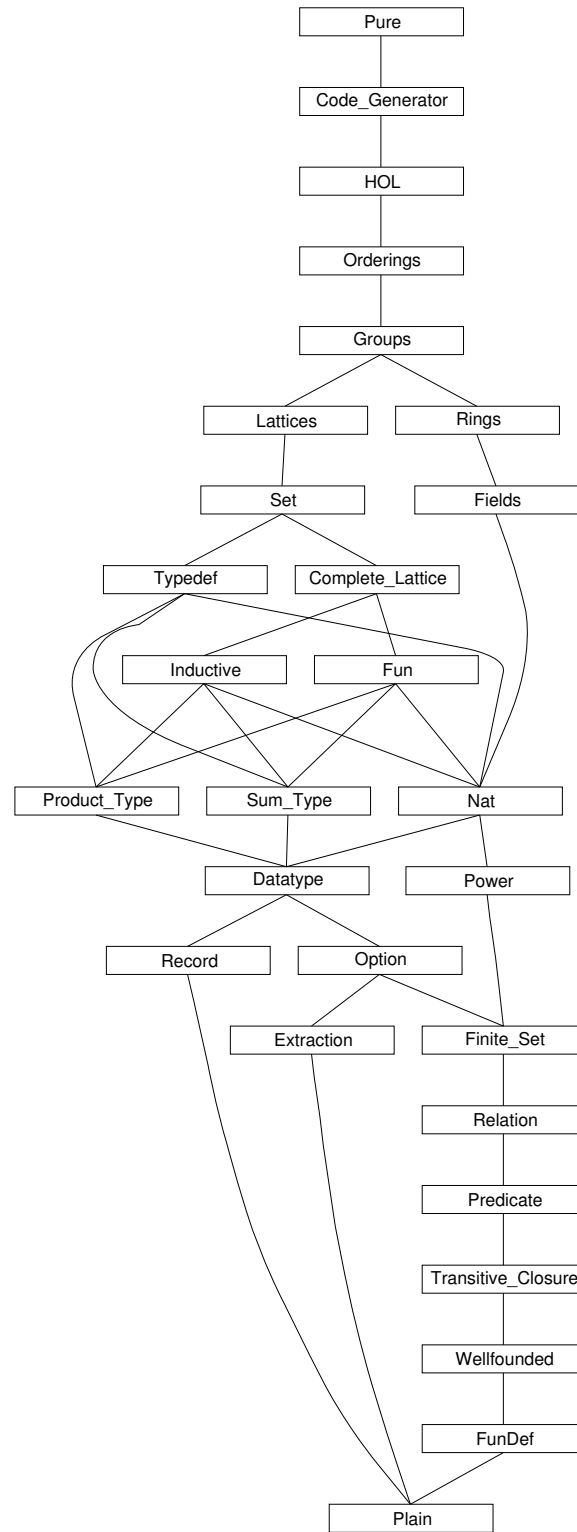 Pure
Code_Generator
HOL
Orderings
Groups
Lattices
Rings
Set
Fields
Typedef
Complete_Lattice
Inductive
Fun
Product_Type
Sum_Type
Nat
Datatype
Power
Record
Option
Extraction
Finite_Set
Relation
Predicate
Transitive_Closure
Wellfounded
FunDef
Plain